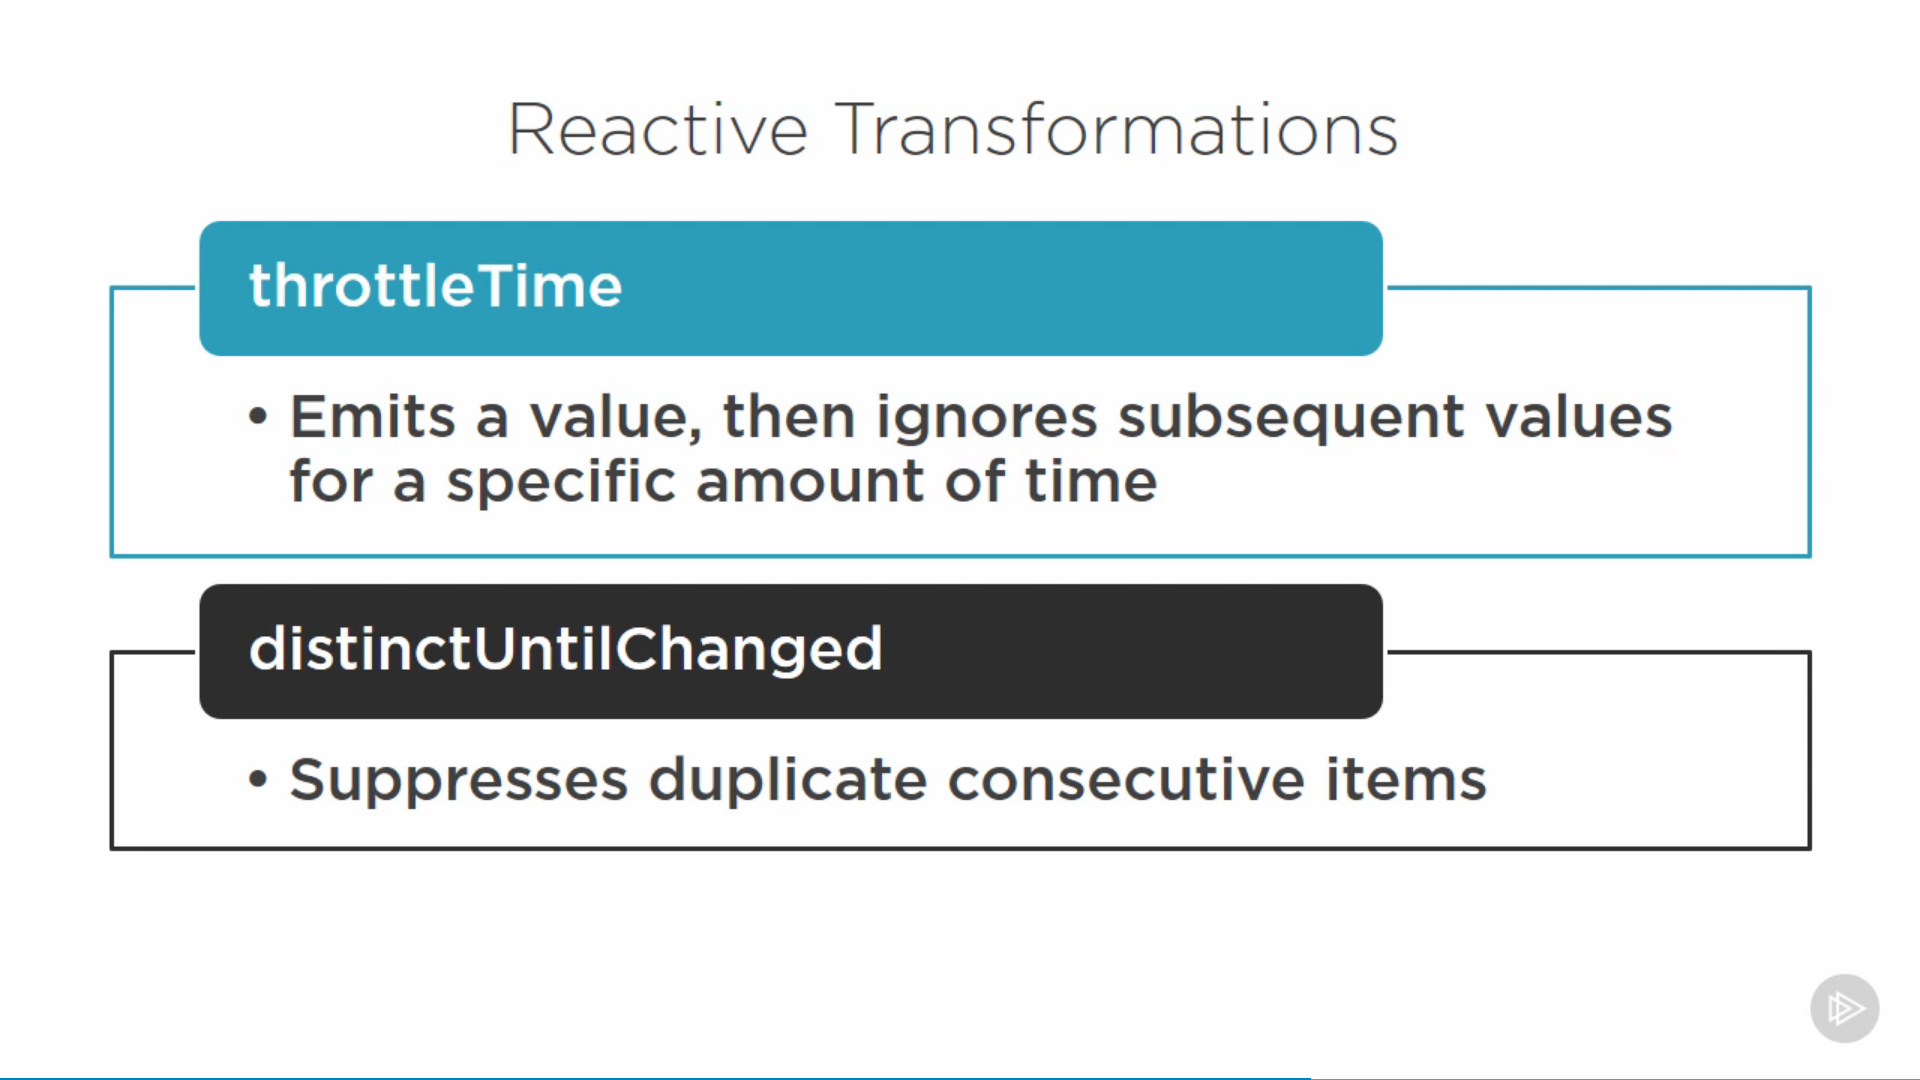 Reactive Transformations
throttleTime
• Emits a value, then ignores subsequent values
for a specific amount of time
distinctUntilChanged
• Suppresses duplicate consecutive items